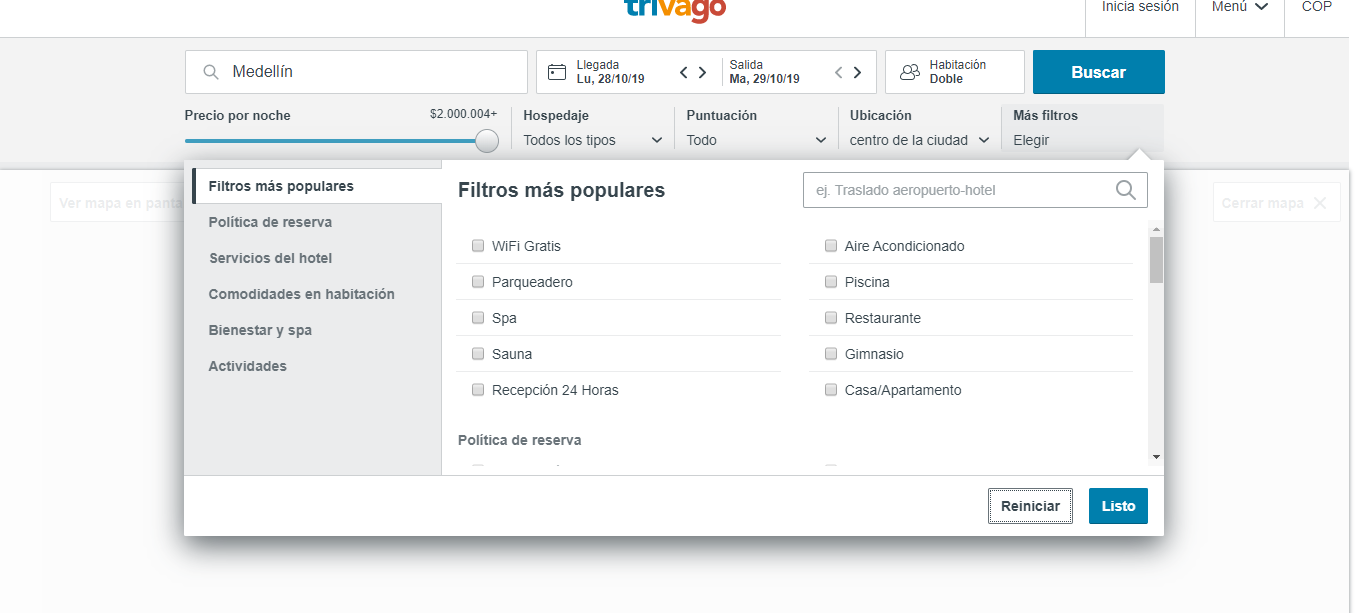 trivago
Inicia sesión
Menú
COP
Medellín
Llegada
Lu, 28/10/19
Salida
Ma, 29/10/19
Habitación
Doble
Buscar
Precio por noche
$2.000.004+
Hospedaje
Todos los tipos
Puntuación
Todo
Ubicación
centro de la ciudad
Más filtros
Elegir
Ver mapa en panta
Cerrar mapa
Filtros más populares
Política de reserva
Servicios del hotel
Comodidades en habitación
Bienestar y spa
Actividades
Filtros más populares
ej. Traslado aeropuerto-hotel
WiFi Gratis
Aire Acondicionado
Parqueadero
Piscina
Spa
Restaurante
Sauna
Gimnasio
Recepción 24 Horas
Casa/Apartamento
Política de reserva
Reiniciar
Listo